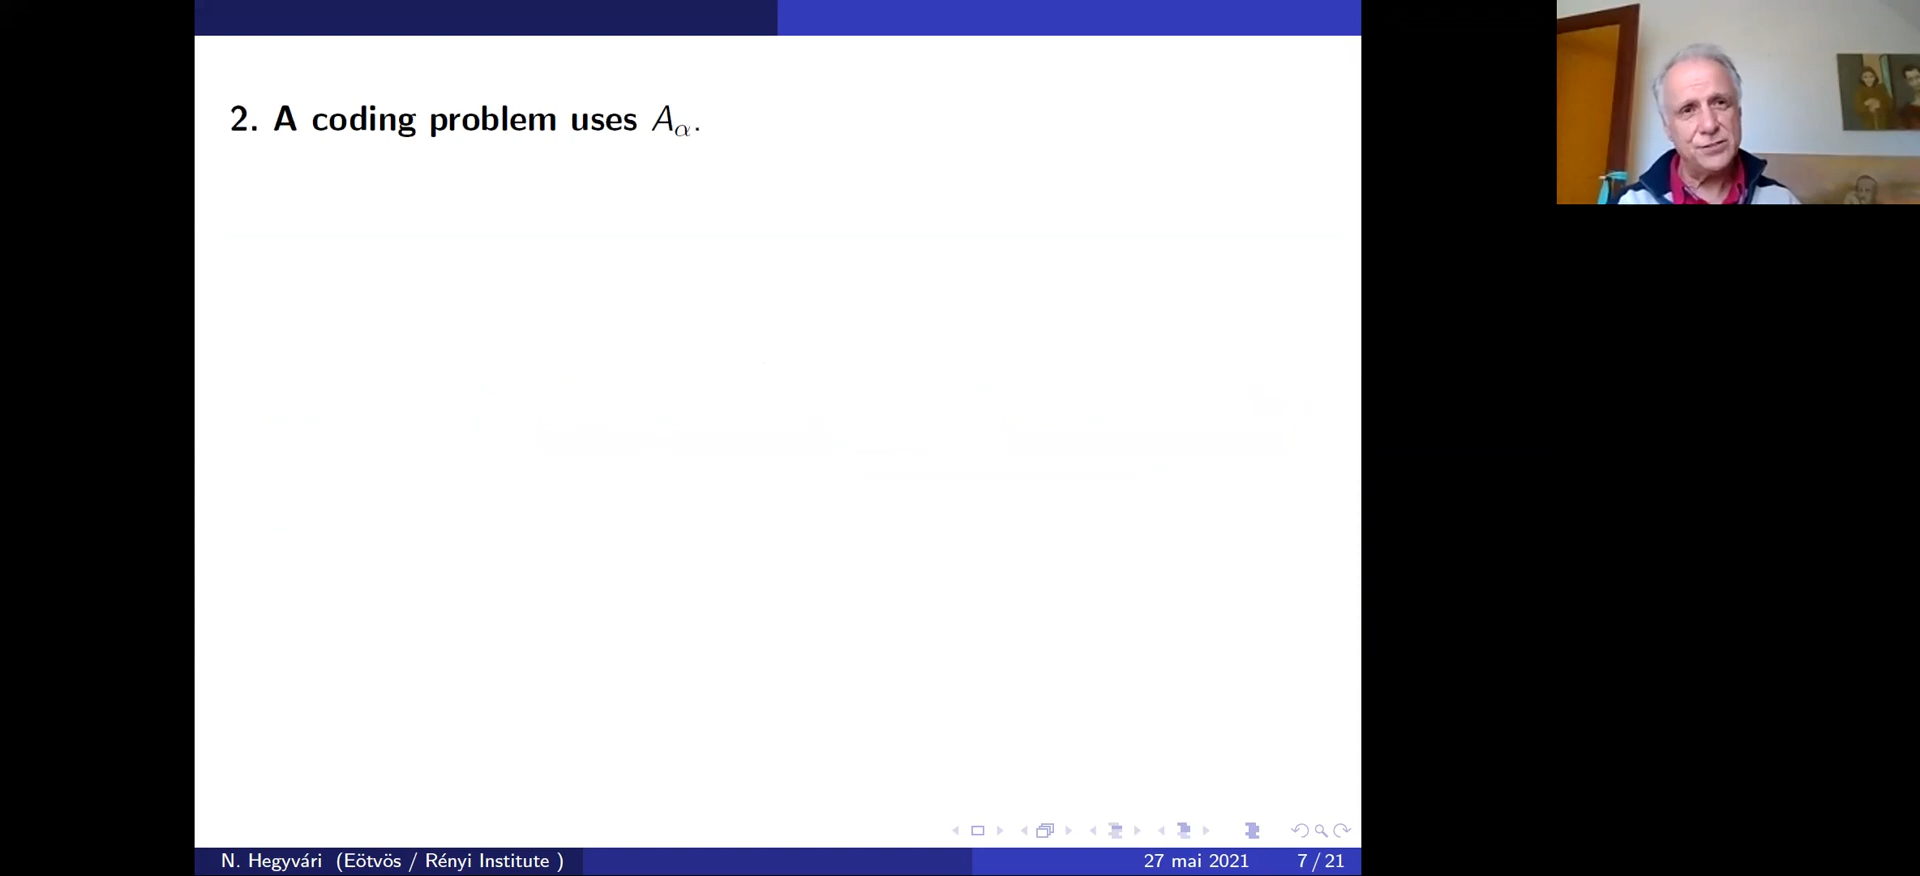 2. A coding problem uses A_α.
N. Hegyvári (Eötvös / Rényi Institute ) 27 mai 2021 7 / 21